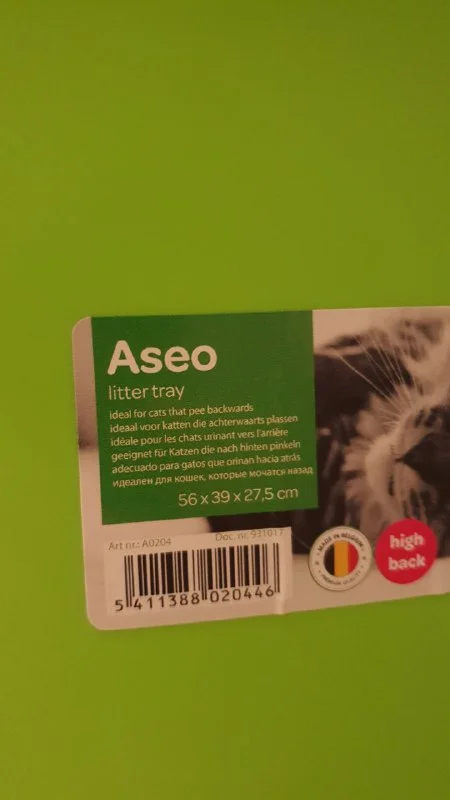 Aseo
litter tray
ideal for cats that pee backwards
ideaal voor katten die achterwaarts plassen
idéale pour les chats urinant vers l'arrière
geeignet für Katzen die nach hinten pinkeln
adecuado para gatos que orinan hacia atrás
идеален для кошек, которые мочатся назад
56 x 39 x 27,5 cm
Art nr.: A0204 Doc. nr. 931017
5 411388 020446
MADE IN BELGIUM
PREMIUM QUALITY
high
back